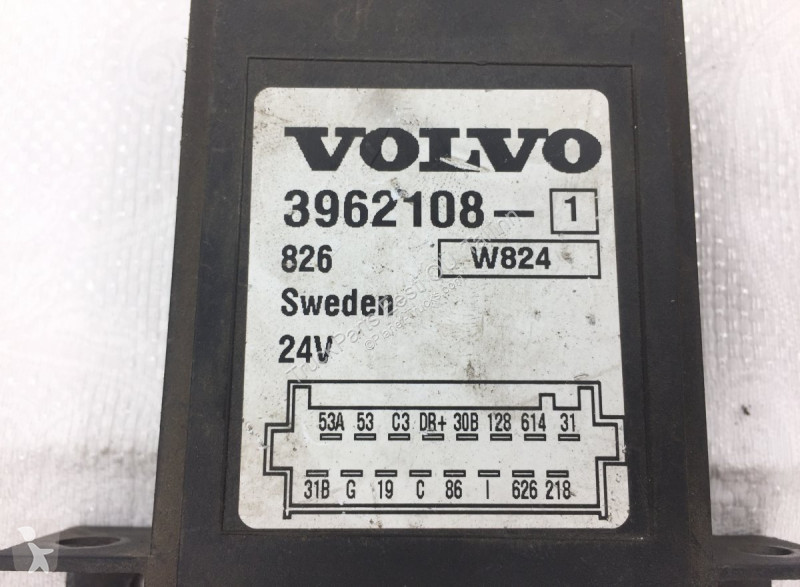 VOLVO
3962108- 1
826 W824
Sweden
24V
53A 53 C3 DR+ 30B 128 614 31
31B G 19 C 86 I 626 218